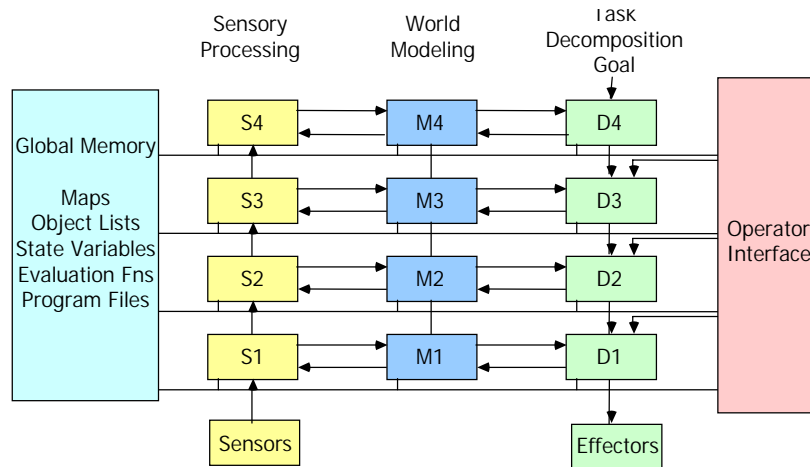 Sensory
Processing
World
Modeling
Task
Decomposition
Goal
S4
M4
D4
Global Memory
Maps
Object Lists
State Variables
Evaluation Fns
Program Files
S3
M3
D3
Operator
Interface
S2
M2
D2
S1
M1
D1
Sensors
Effectors